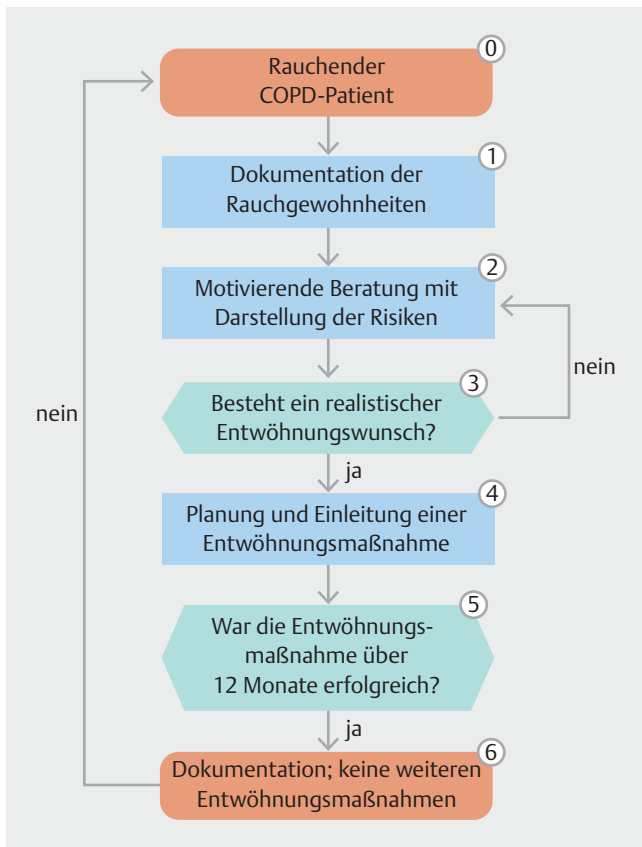 0
Rauchender
COPD-Patient
1
Dokumentation der
Rauchgewohnheiten
2
Motivierende Beratung mit
Darstellung der Risiken
nein
3
nein
Besteht ein realistischer
Entwöhnungswunsch?
ja
4
Planung und Einleitung einer
Entwöhnungsmaßnahme
5
War die Entwöhnungs-
maßnahme über
12 Monate erfolgreich?
ja
6
Dokumentation; keine weiteren
Entwöhnungsmaßnahmen